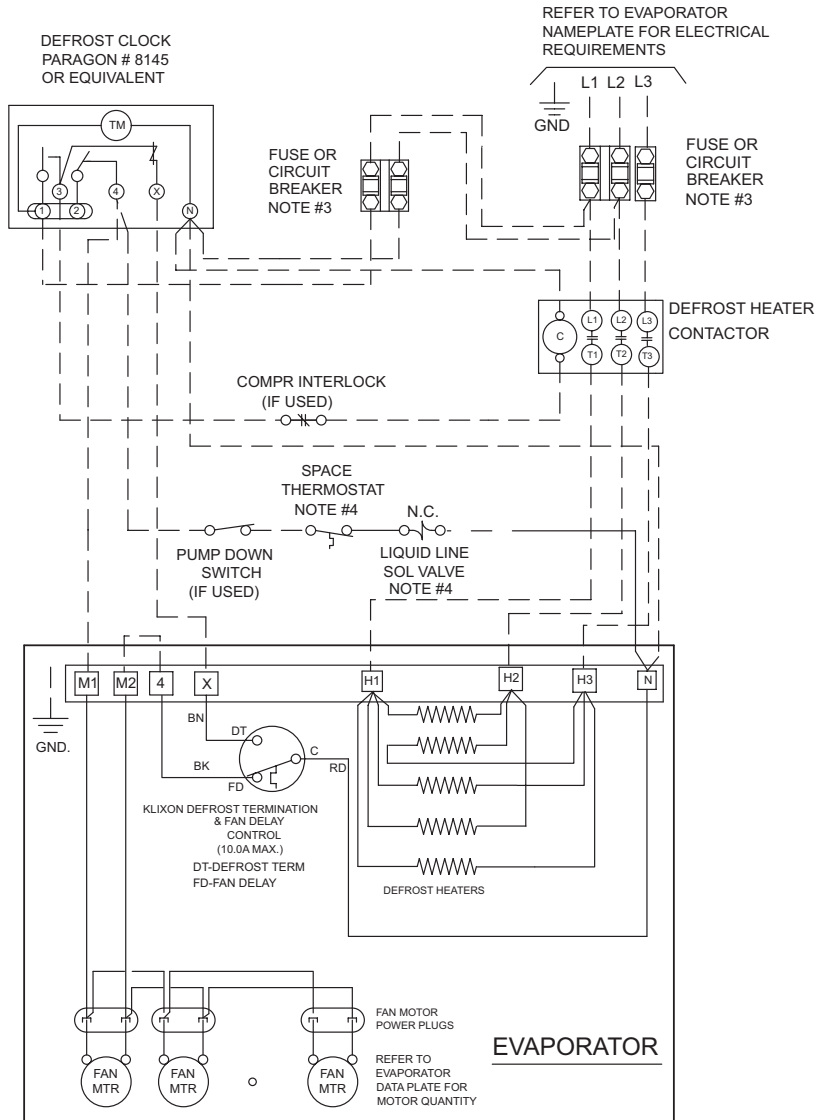 REFER TO EVAPORATOR
NAMEPLATE FOR ELECTRICAL
REQUIREMENTS
DEFROST CLOCK
PARAGON # 8145
OR EQUIVALENT
L1 L2 L3
GND
TM
3
4
X
1
2
N
FUSE OR
CIRCUIT
BREAKER
NOTE #3
FUSE OR
CIRCUIT
BREAKER
NOTE #3
DEFROST HEATER
CONTACTOR
C
L1
L2
L3
T1
T2
T3
COMPR INTERLOCK
(IF USED)
SPACE
THERMOSTAT
NOTE #4
N.C.
PUMP DOWN
SWITCH
(IF USED)
LIQUID LINE
SOL VALVE
NOTE #4
M1
M2
4
X
H1
H2
H3
N
GND.
BN
DT
C
BK
RD
FD
KLIXON DEFROST TERMINATION
& FAN DELAY
CONTROL
(10.0A MAX.)
DT-DEFROST TERM
FD-FAN DELAY
DEFROST HEATERS
FAN MOTOR
POWER PLUGS
EVAPORATOR
FAN
MTR
FAN
MTR
FAN
MTR
REFER TO
EVAPORATOR
DATA PLATE FOR
MOTOR QUANTITY